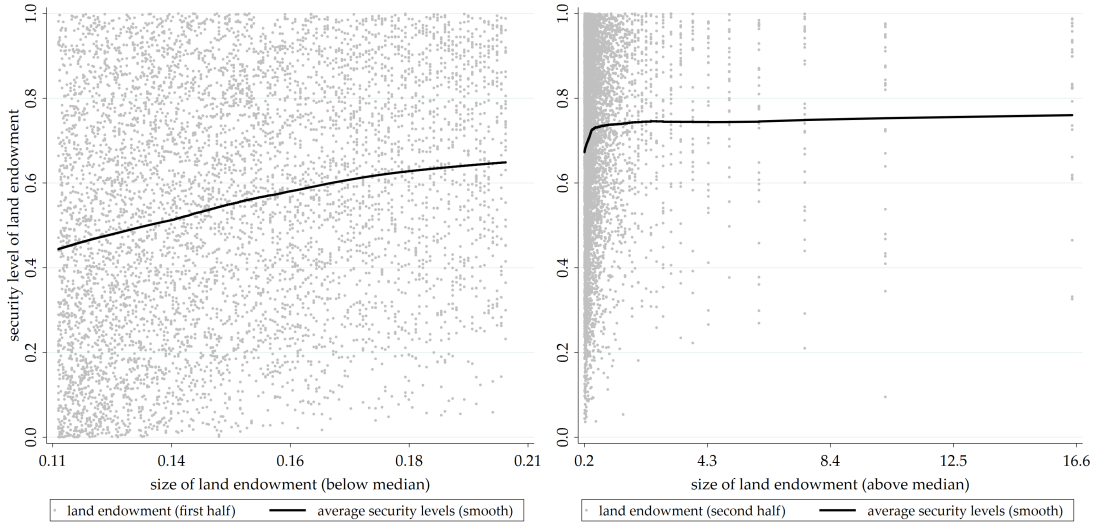 security level of land endowment
1.0
0.8
0.6
0.4
0.2
0.0
0.11 0.14 0.16 0.18 0.21
size of land endowment (below median)
land endowment (first half) average security levels (smooth)
1.0
0.8
0.6
0.4
0.2
0.0
0.2 4.3 8.4 12.5 16.6
size of land endowment (above median)
land endowment (second half) average security levels (smooth)